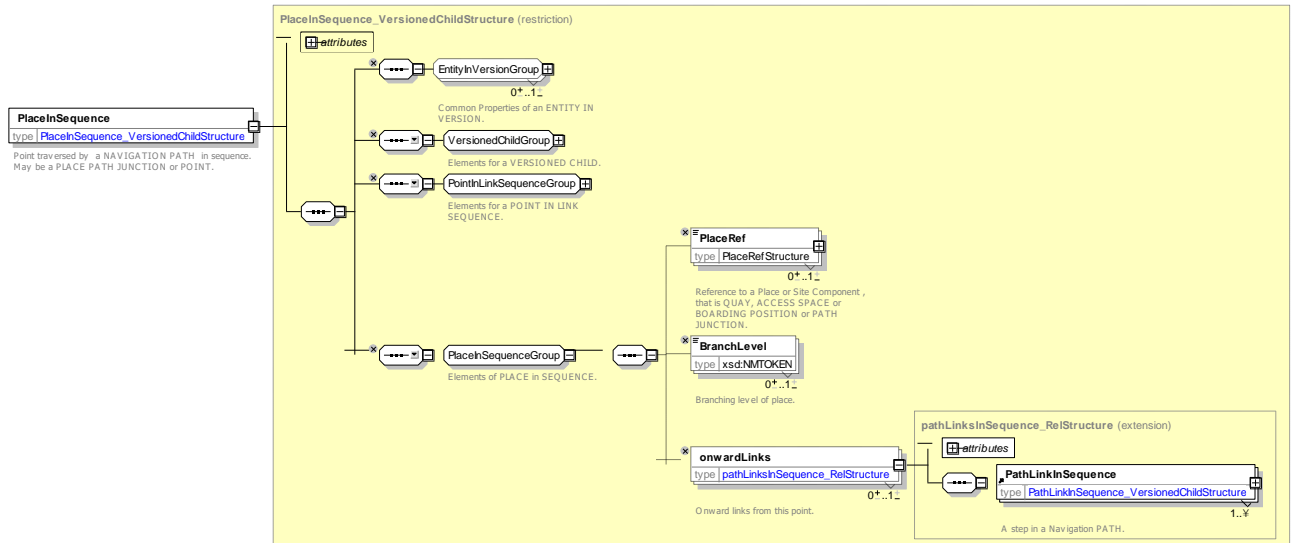 PlaceInSequence_VersionedChildStructure (restriction)
attributes
EntityInVersionGroup
0..1
Common Properties of an ENTITY IN
VERSION.
PlaceInSequence
type PlaceInSequence_VersionedChildStructure
Point traversed by a NAVIGATION PATH in sequence.
May be a PLACE PATH JUNCTION or POINT.
VersionedChildGroup
Elements for a VERSIONED CHILD.
PointInLinkSequenceGroup
Elements for a POINT IN LINK
SEQUENCE.
PlaceRef
type PlaceRefStructure
0..1
Reference to a Place or Site Component ,
that is QUAY, ACCESS SPACE or
BOARDING POSITION or PATH
JUNCTION.
PlaceInSequenceGroup
Elements of PLACE in SEQUENCE.
BranchLevel
type xsd:NMTOKEN
0..1
Branching level of place.
onwardLinks
type pathLinksInSequence_RelStructure
0..1
Onward links from this point.
pathLinksInSequence_RelStructure (extension)
attributes
PathLinkInSequence
type PathLinkInSequence_VersionedChildStructure
1..¥
A step in a Navigation PATH.